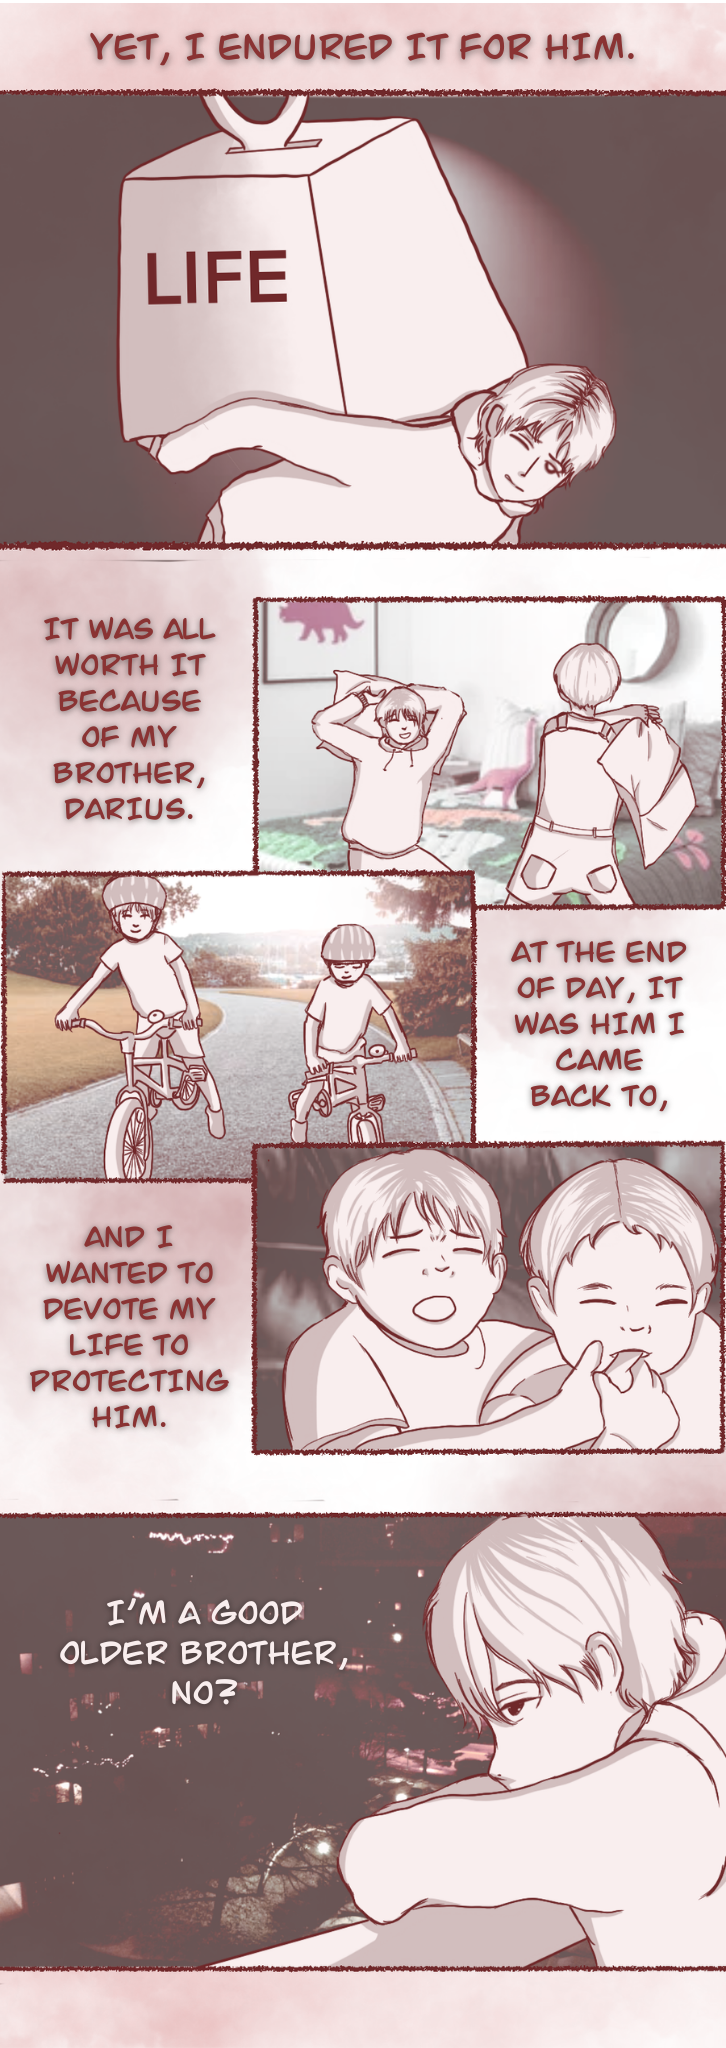 YET, I ENDURED IT FOR HIM.
LIFE
IT WAS ALL
WORTH IT
BECAUSE
OF MY
BROTHER,
DARIUS.
AT THE END
OF DAY, IT
WAS HIM I
CAME
BACK TO,
AND I
WANTED TO
DEVOTE MY
LIFE TO
PROTECTING
HIM.
I'M A GOOD
OLDER BROTHER,
NO?